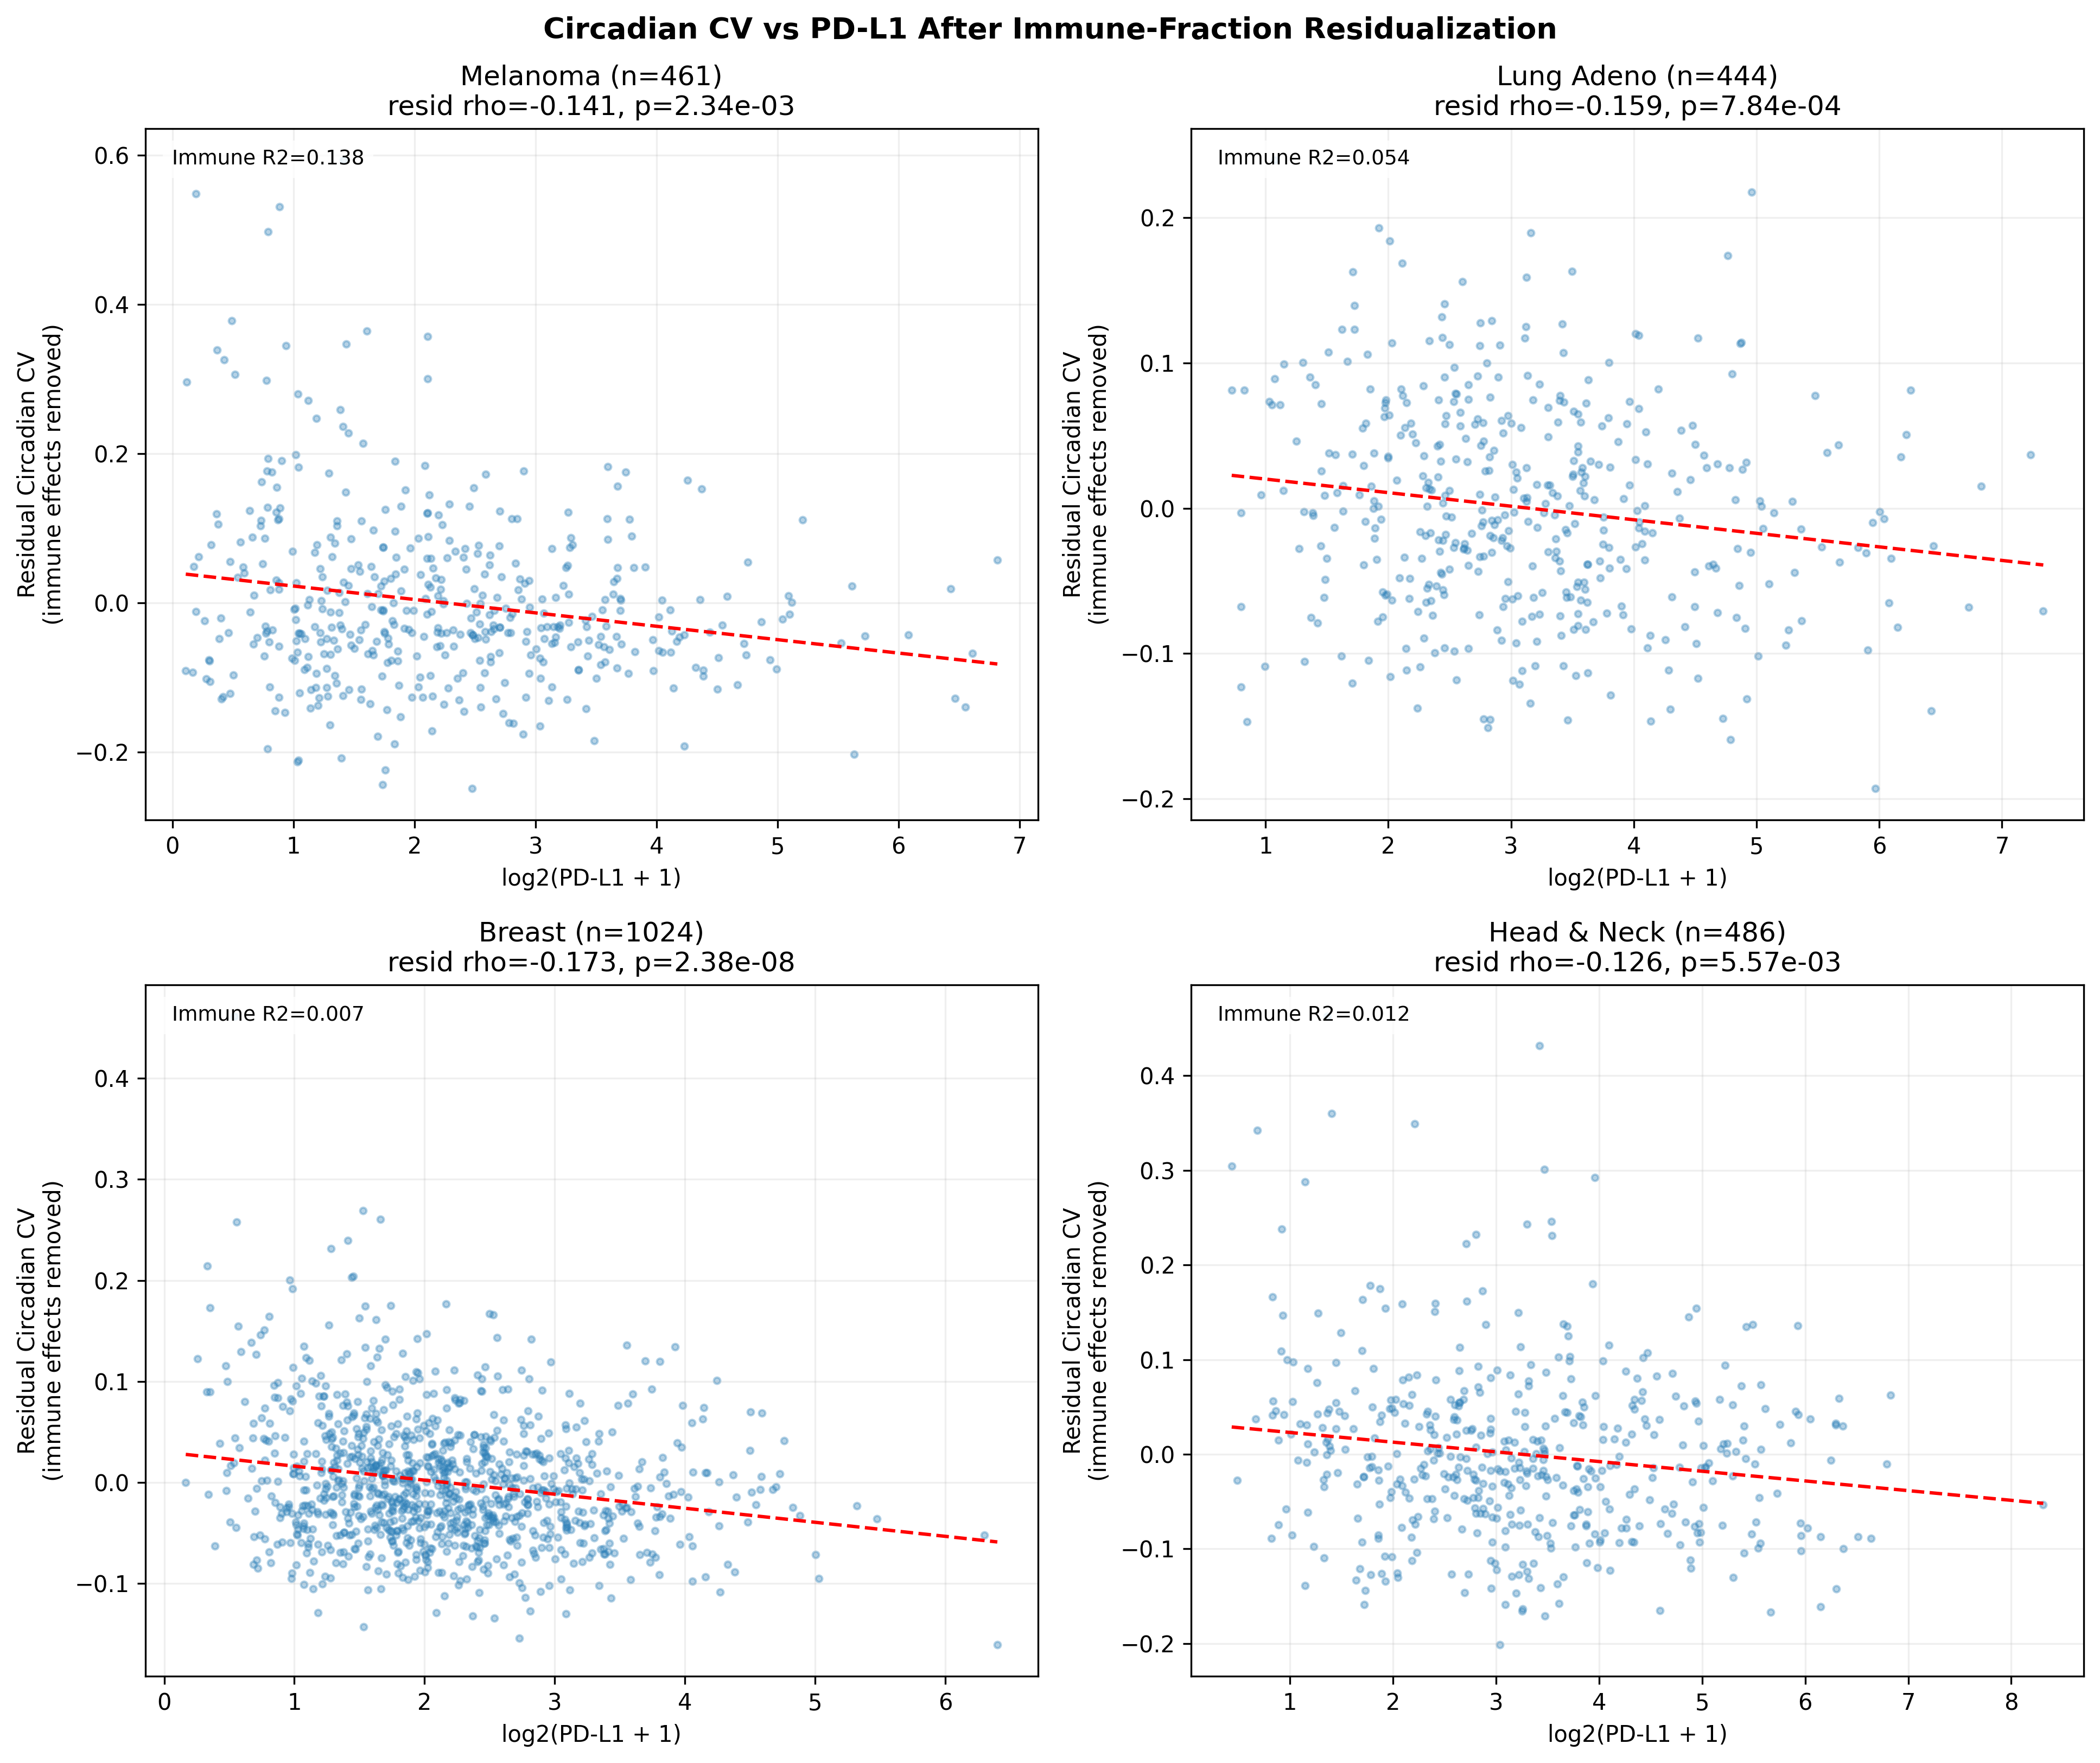 Circadian CV vs PD-L1 After Immune-Fraction Residualization
Melanoma (n=461)
resid rho=-0.141, p=2.34e-03
Immune R2=0.138
0.6
0.4
0.2
0.0
−0.2
Residual Circadian CV
(immune effects removed)
0 1 2 3 4 5 6 7
log2(PD-L1 + 1)
Lung Adeno (n=444)
resid rho=-0.159, p=7.84e-04
Immune R2=0.054
0.2
0.1
0.0
−0.1
−0.2
Residual Circadian CV
(immune effects removed)
1 2 3 4 5 6 7
log2(PD-L1 + 1)
Breast (n=1024)
resid rho=-0.173, p=2.38e-08
Immune R2=0.007
0.4
0.3
0.2
0.1
0.0
−0.1
Residual Circadian CV
(immune effects removed)
0 1 2 3 4 5 6
log2(PD-L1 + 1)
Head & Neck (n=486)
resid rho=-0.126, p=5.57e-03
Immune R2=0.012
0.4
0.3
0.2
0.1
0.0
−0.1
−0.2
Residual Circadian CV
(immune effects removed)
1 2 3 4 5 6 7 8
log2(PD-L1 + 1)